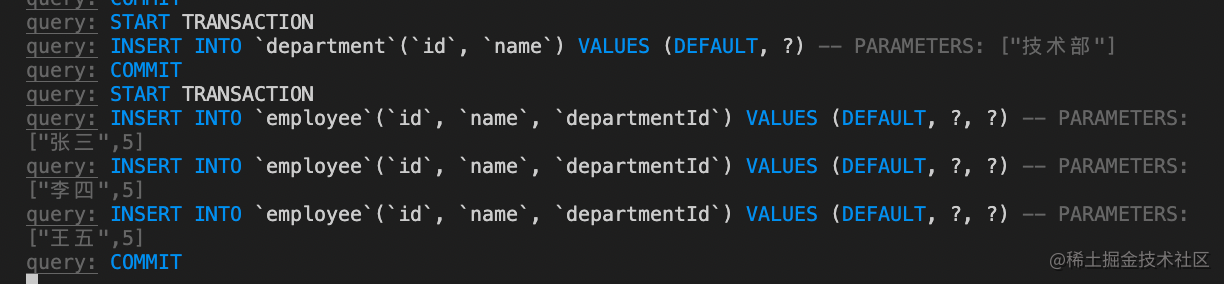 query: COMMIT
query: START TRANSACTION
query: INSERT INTO `department`(`id`, `name`) VALUES (DEFAULT, ?) -- PARAMETERS: ["技术部"]
query: COMMIT
query: START TRANSACTION
query: INSERT INTO `employee`(`id`, `name`, `departmentId`) VALUES (DEFAULT, ?, ?) -- PARAMETERS:
["张三",5]
query: INSERT INTO `employee`(`id`, `name`, `departmentId`) VALUES (DEFAULT, ?, ?) -- PARAMETERS:
["李四",5]
query: INSERT INTO `employee`(`id`, `name`, `departmentId`) VALUES (DEFAULT, ?, ?) -- PARAMETERS:
["王五",5]
query: COMMIT
@稀土掘金技术社区